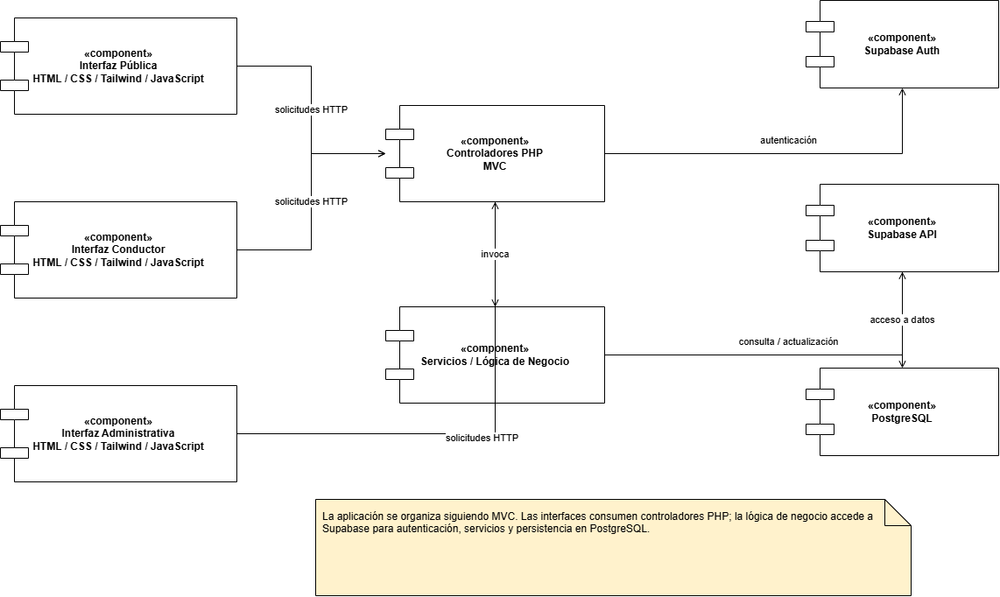 «component»
Interfaz Pública
HTML / CSS / Tailwind / JavaScript
«component»
Supabase Auth
solicitudes HTTP
«component»
Controladores PHP
MVC
autenticación
solicitudes HTTP
«component»
Interfaz Conductor
HTML / CSS / Tailwind / JavaScript
«component»
Supabase API
invoca
acceso a datos
«component»
Servicios / Lógica de Negocio
consulta / actualización
«component»
Interfaz Administrativa
HTML / CSS / Tailwind / JavaScript
«component»
PostgreSQL
solicitudes HTTP
La aplicación se organiza siguiendo MVC. Las interfaces consumen controladores PHP; la lógica de negocio accede a
Supabase para autenticación, servicios y persistencia en PostgreSQL.